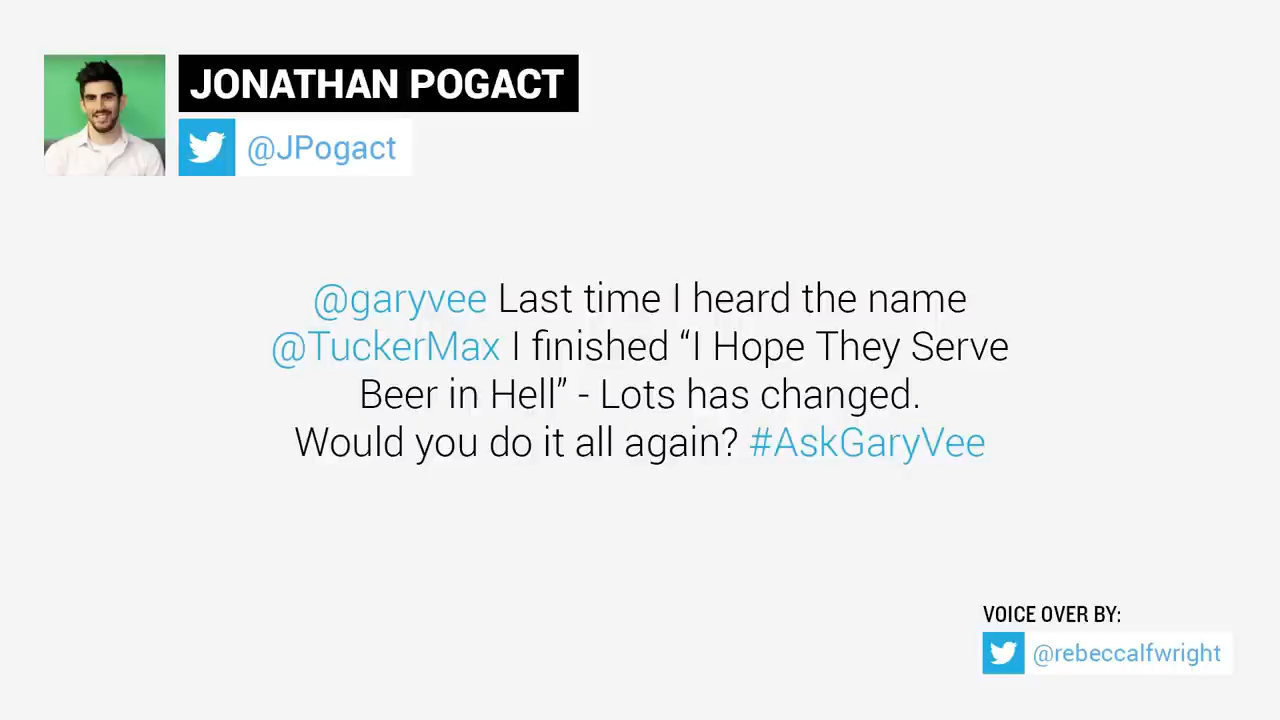 JONATHAN POGACT
@JPogact
@garyvee Last time I heard the name
@TuckerMax I finished “I Hope They Serve
Beer in Hell” - Lots has changed.
Would you do it all again? #AskGaryVee
VOICE OVER BY:
@rebeccalfwright